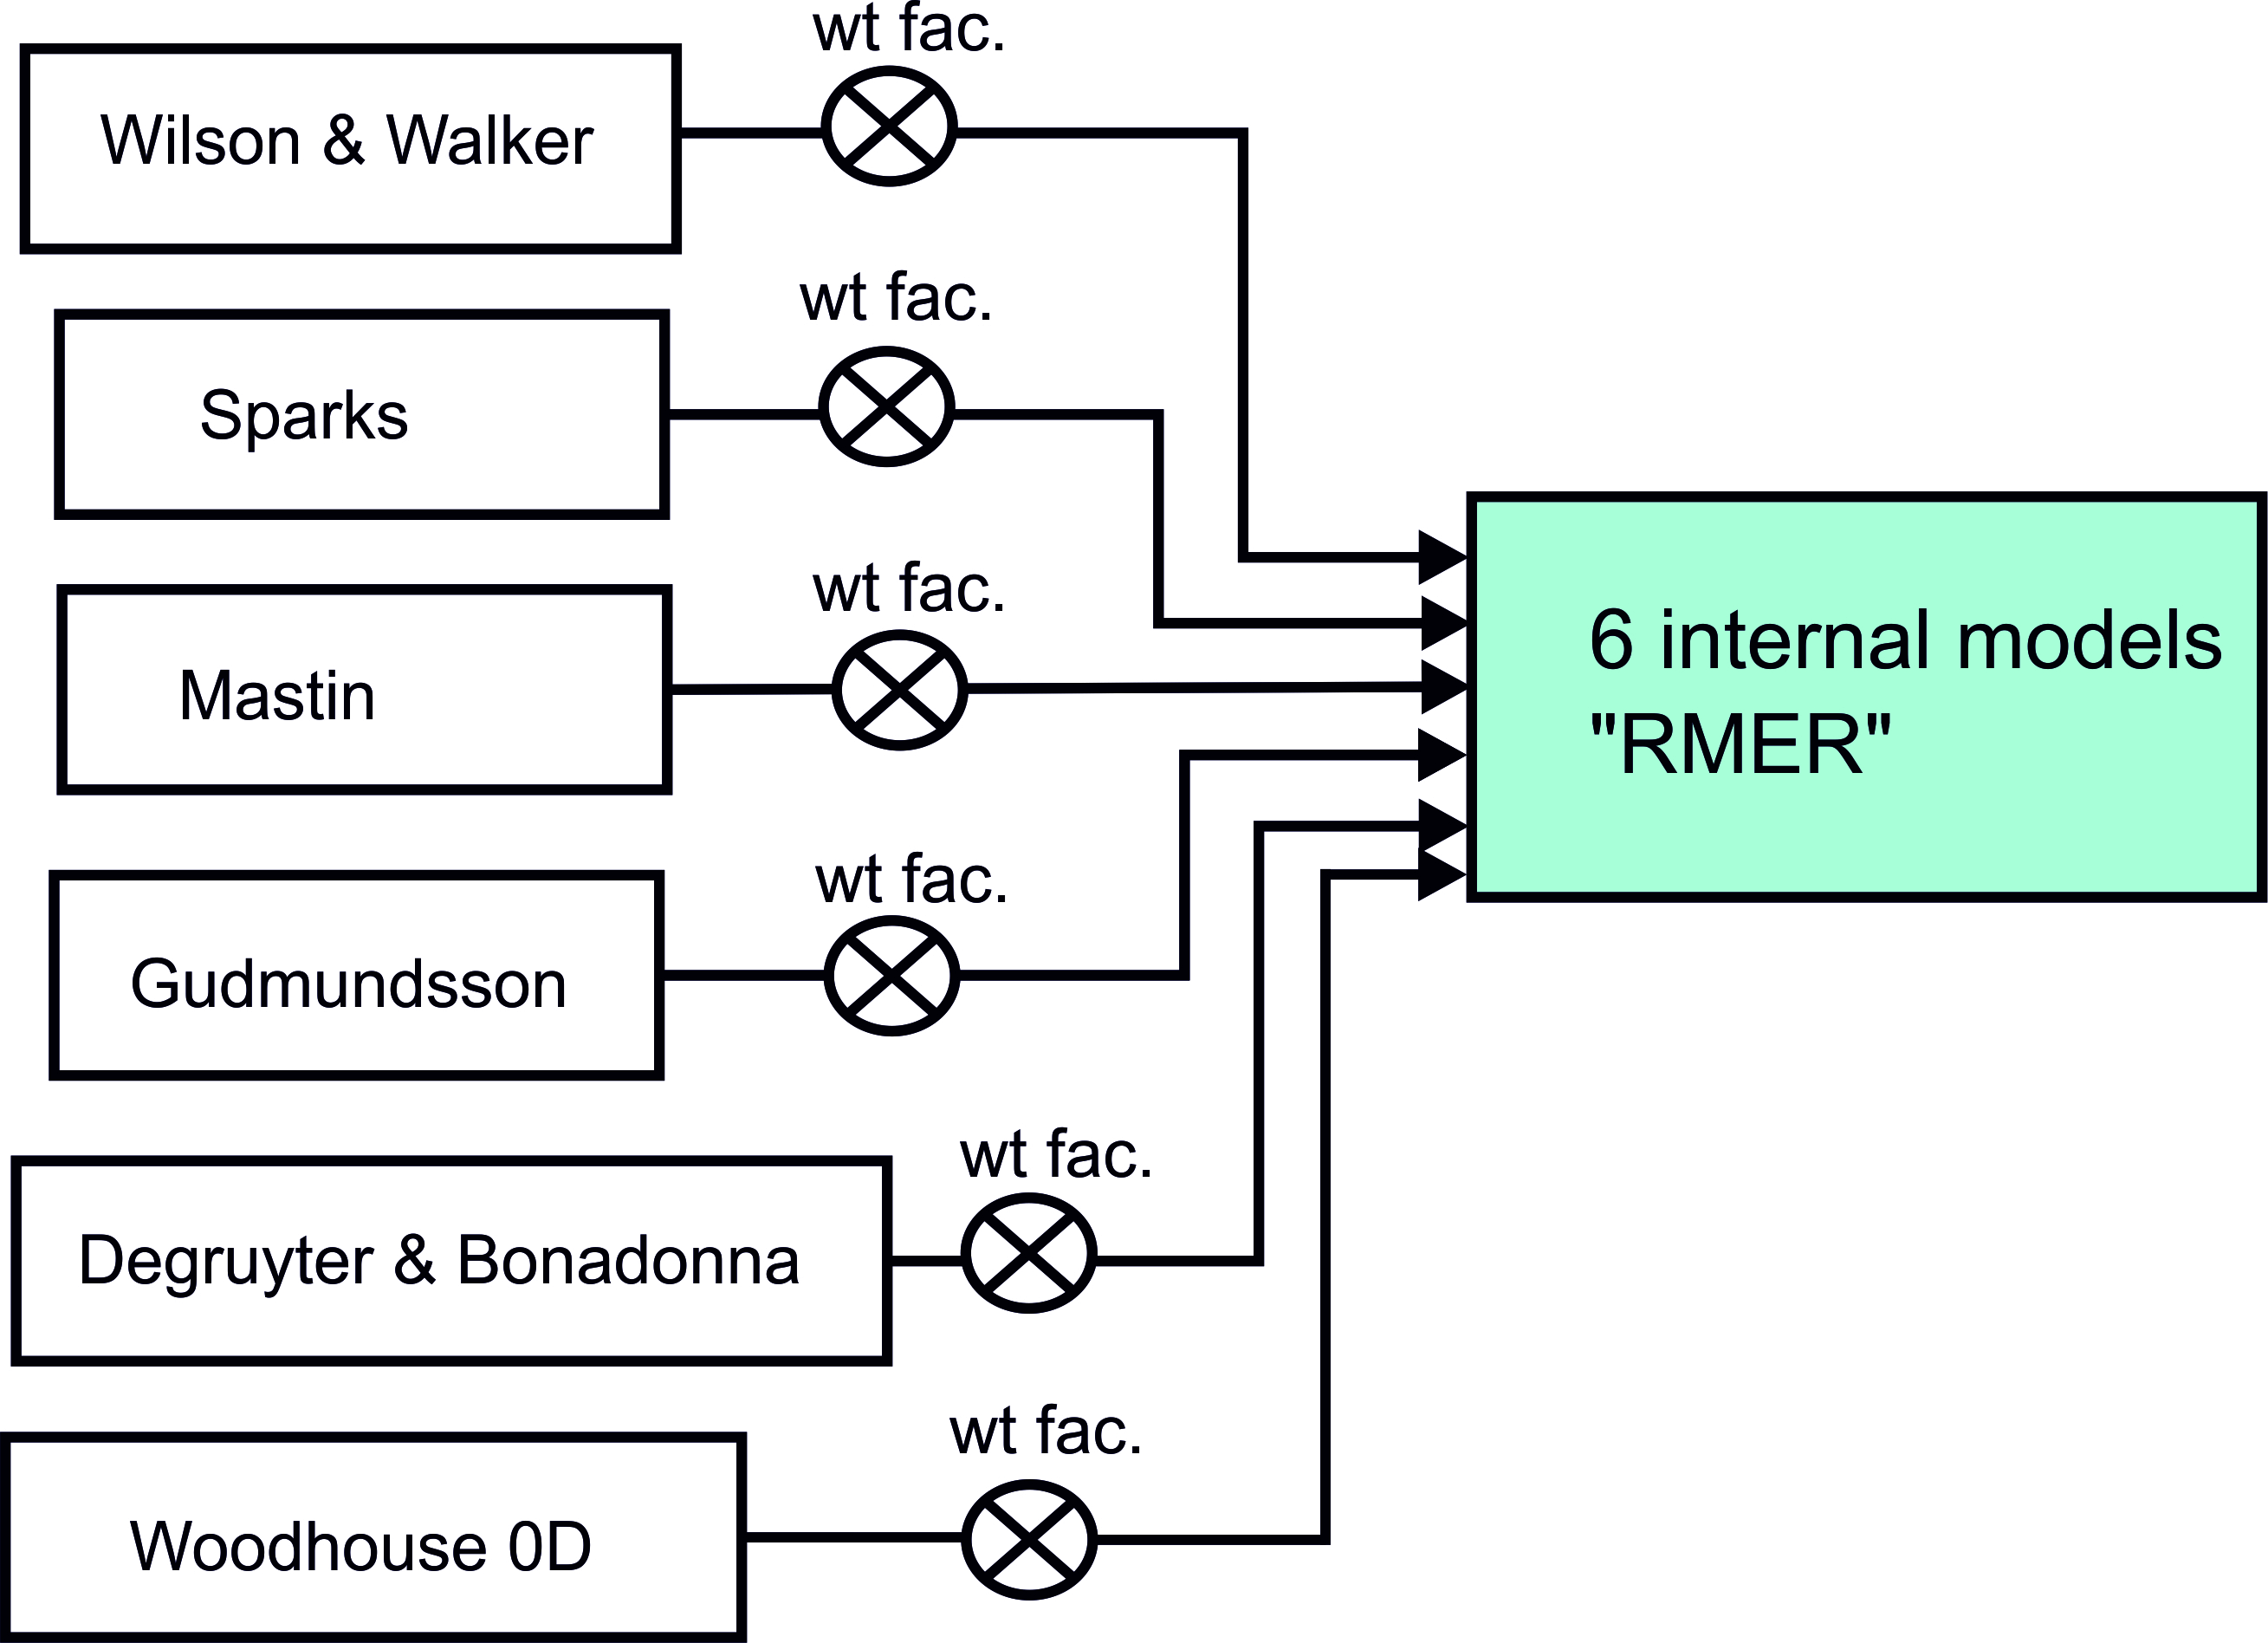 wt fac.
Wilson & Walker
wt fac.
Sparks
wt fac.
Mastin
wt fac.
Gudmundsson
wt fac.
Degruyter & Bonadonna
wt fac.
Woodhouse 0D
6 internal models
"RMER"